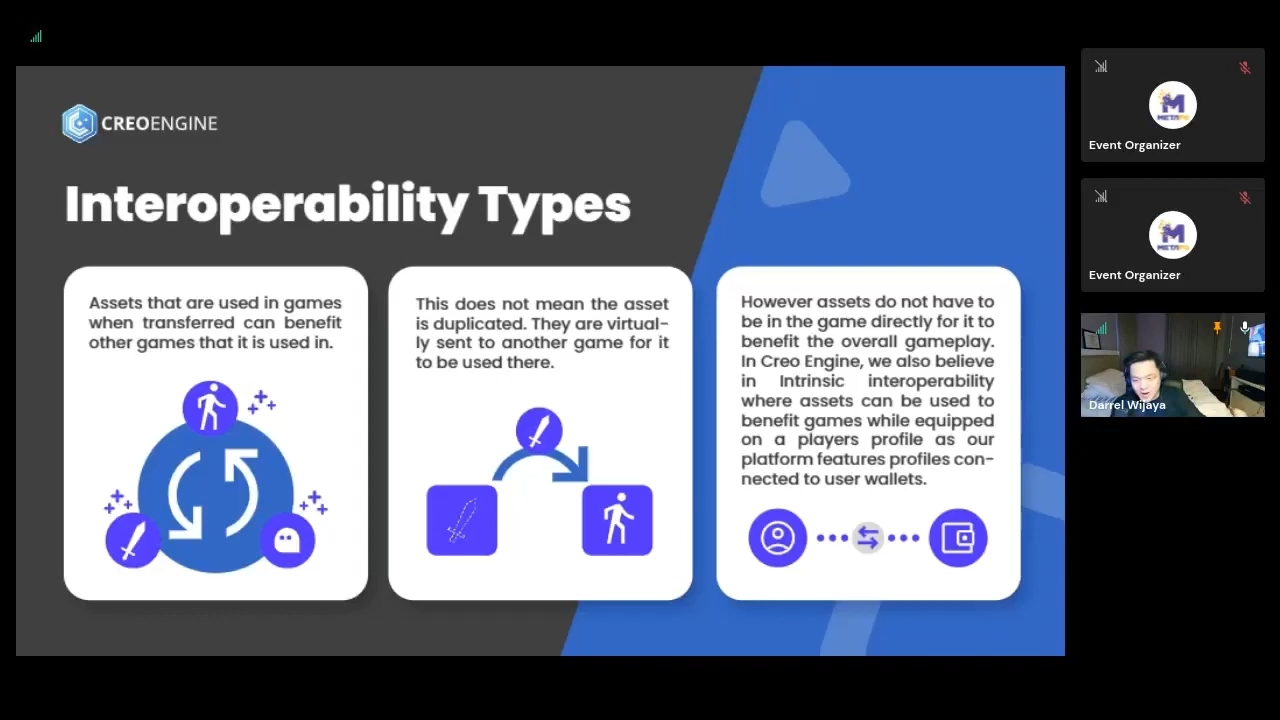 CREOENGINE
Interoperability Types
Assets that are used in games
when transferred can benefit
other games that it is used in.
This does not mean the asset
is duplicated. They are virtual-
ly sent to another game for it
to be used there.
However assets do not have to
be in the game directly for it to
benefit the overall gameplay.
In Creo Engine, we also believe
in Intrinsic interoperability
where assets can be used to
benefit games while equipped
on a players profile as our
platform features profiles con-
nected to user wallets.
M
Event Organizer
M
Event Organizer
Darrel Wijaya